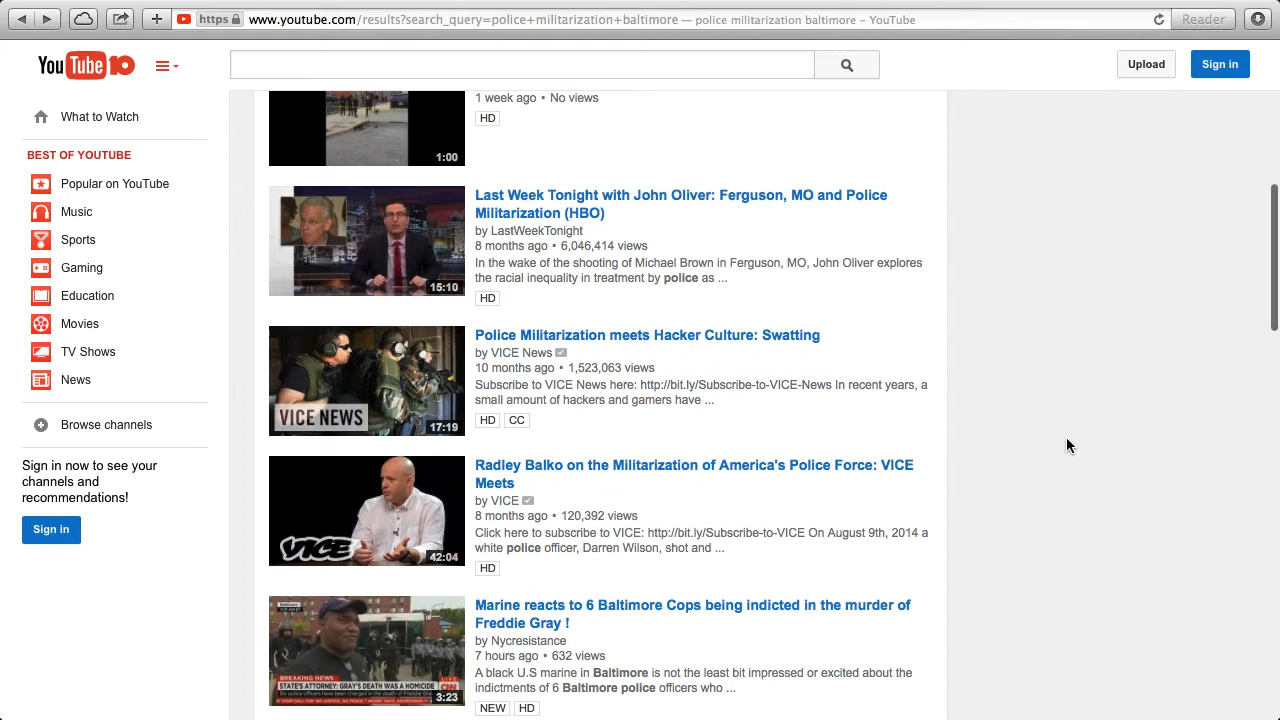 https www.youtube.com/results?search_query=police+militarization+baltimore — police militarization baltimore – YouTube Reader
YouTube 10
Upload
Sign in
What to Watch
BEST OF YOUTUBE
Popular on YouTube
Music
Sports
Gaming
Education
Movies
TV Shows
News
Browse channels
Sign in now to see your
channels and
recommendations!
Sign in
1:00
1 week ago • No views
HD
15:10
Last Week Tonight with John Oliver: Ferguson, MO and Police
Militarization (HBO)
by LastWeekTonight
8 months ago • 6,046,414 views
In the wake of the shooting of Michael Brown in Ferguson, MO, John Oliver explores
the racial inequality in treatment by police as ...
HD
VICE NEWS
17:19
Police Militarization meets Hacker Culture: Swatting
by VICE News
10 months ago • 1,523,063 views
Subscribe to VICE News here: http://bit.ly/Subscribe-to-VICE-News In recent years, a
small amount of hackers and gamers have ...
HD CC
VICE
42:04
Radley Balko on the Militarization of America's Police Force: VICE
Meets
by VICE
8 months ago • 120,392 views
Click here to subscribe to VICE: http://bit.ly/Subscribe-to-VICE On August 9th, 2014 a
white police officer, Darren Wilson, shot and ...
HD
BREAKING NEWS
STATE'S ATTORNEY: GRAY'S DEATH WAS A HOMICIDE
LIVE
CNN
3:23
Marine reacts to 6 Baltimore Cops being indicted in the murder of
Freddie Gray !
by Nycresistance
7 hours ago • 632 views
A black U.S marine in Baltimore is not the least bit impressed or excited about the
indictments of 6 Baltimore police officers who ...
NEW HD